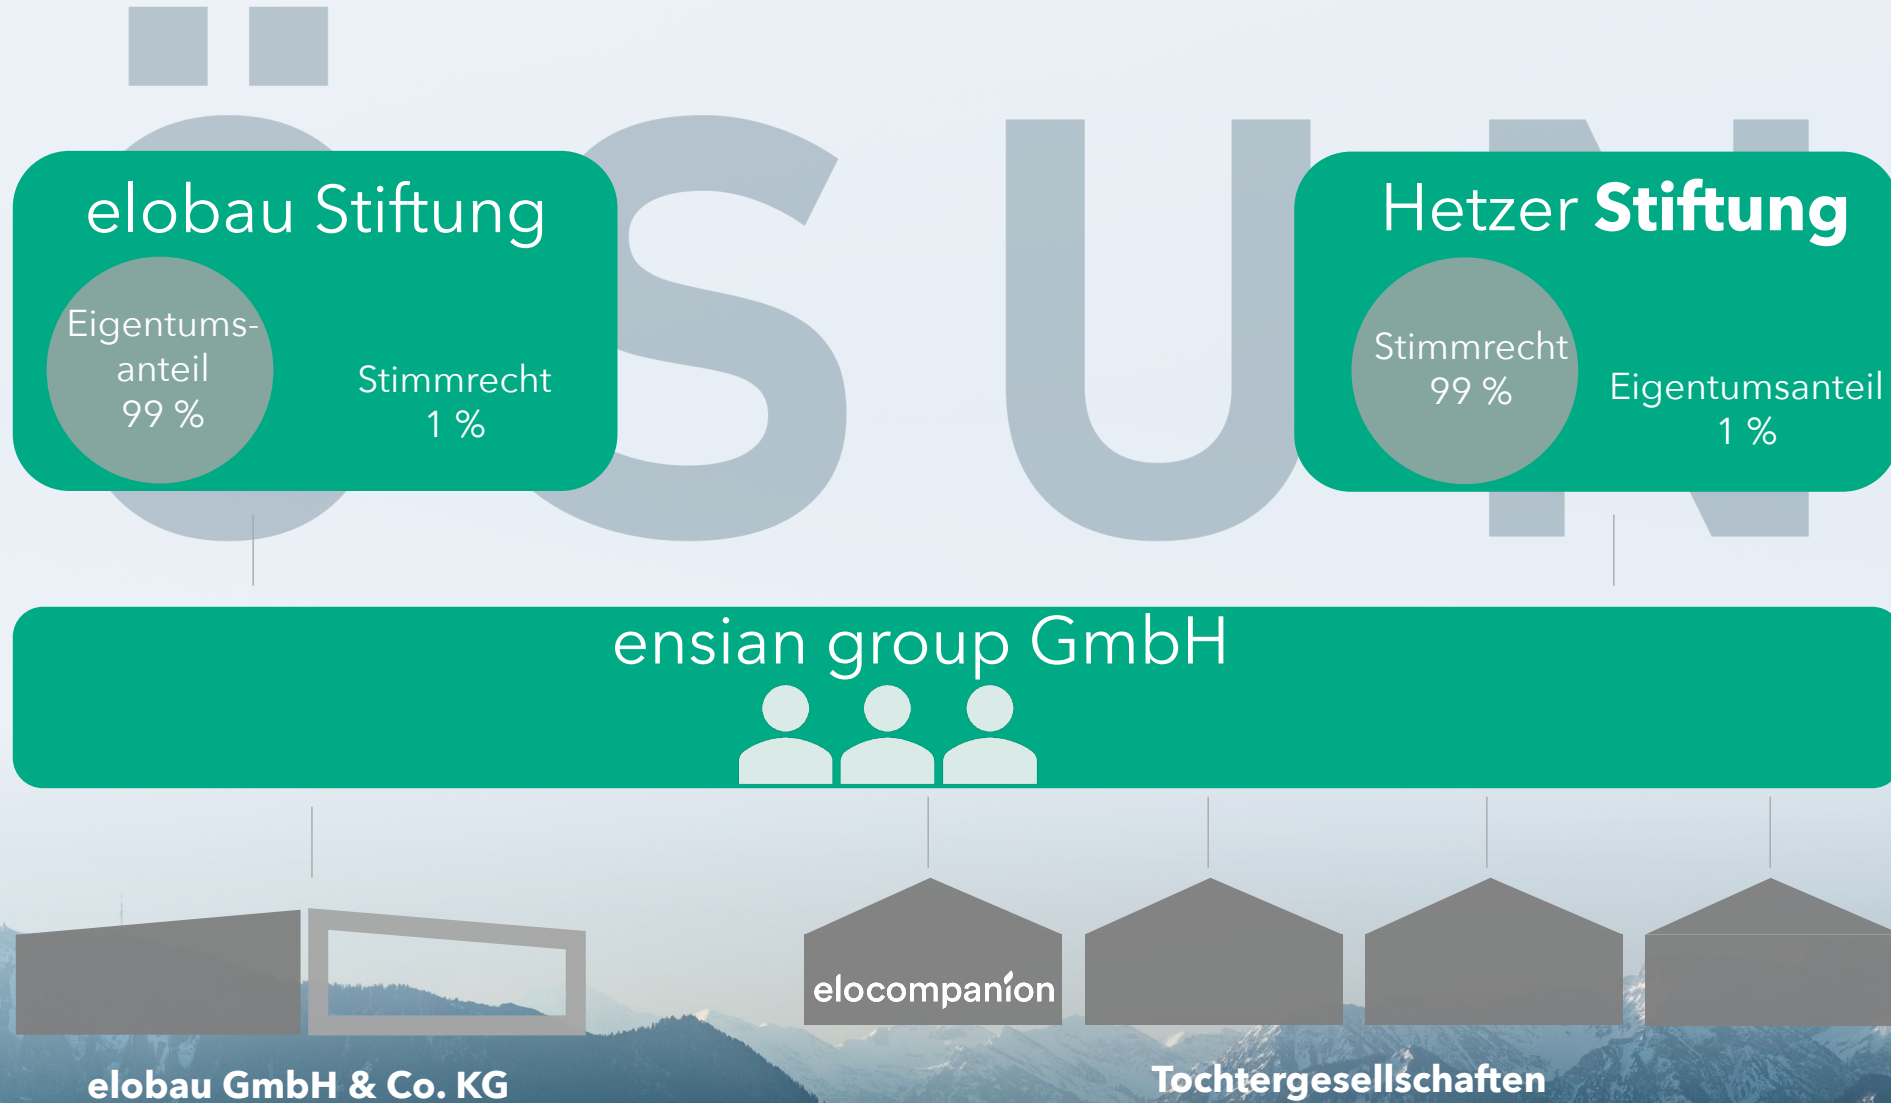 ÖSUN
elobau Stiftung
Eigentums-
anteil
99 %
Stimmrecht
1 %
Hetzer Stiftung
Stimmrecht
99 %
Eigentumsanteil
1 %
ensian group GmbH
elocompanion
elobau GmbH & Co. KG
Tochtergesellschaften